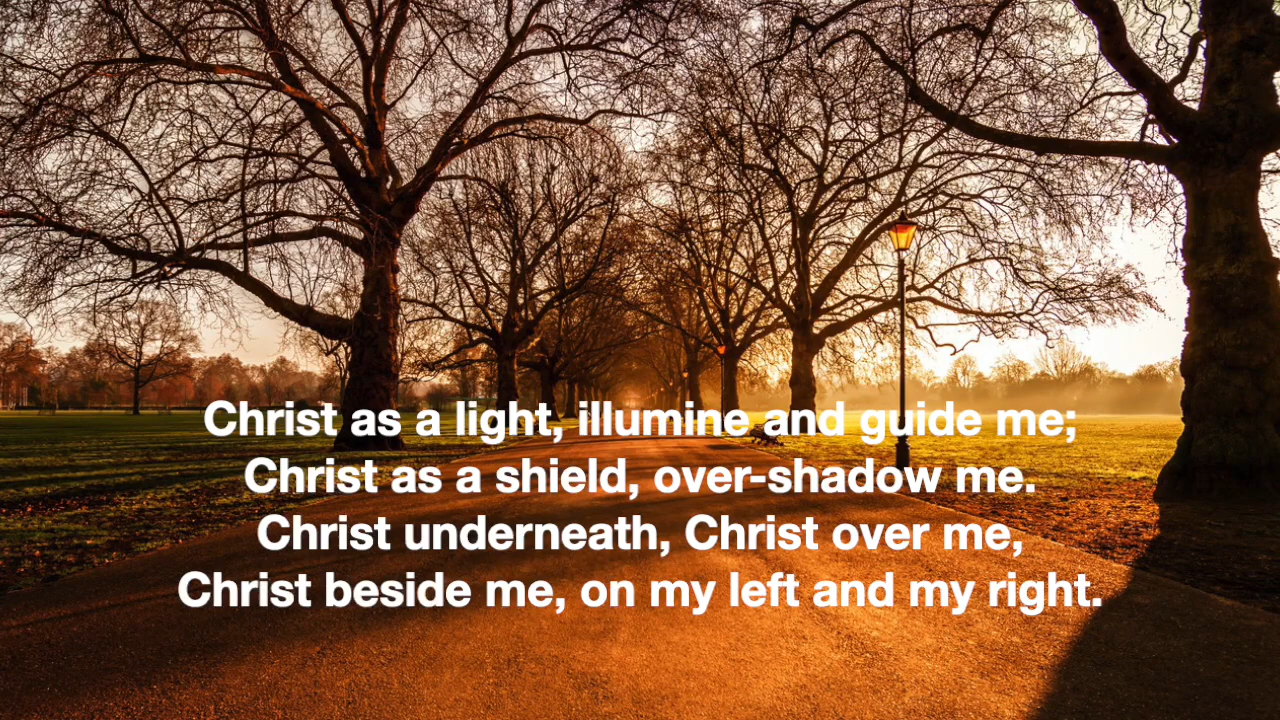 Christ as a light, illumine and guide me;
Christ as a shield, over-shadow me.
Christ underneath, Christ over me,
Christ beside me, on my left and my right.